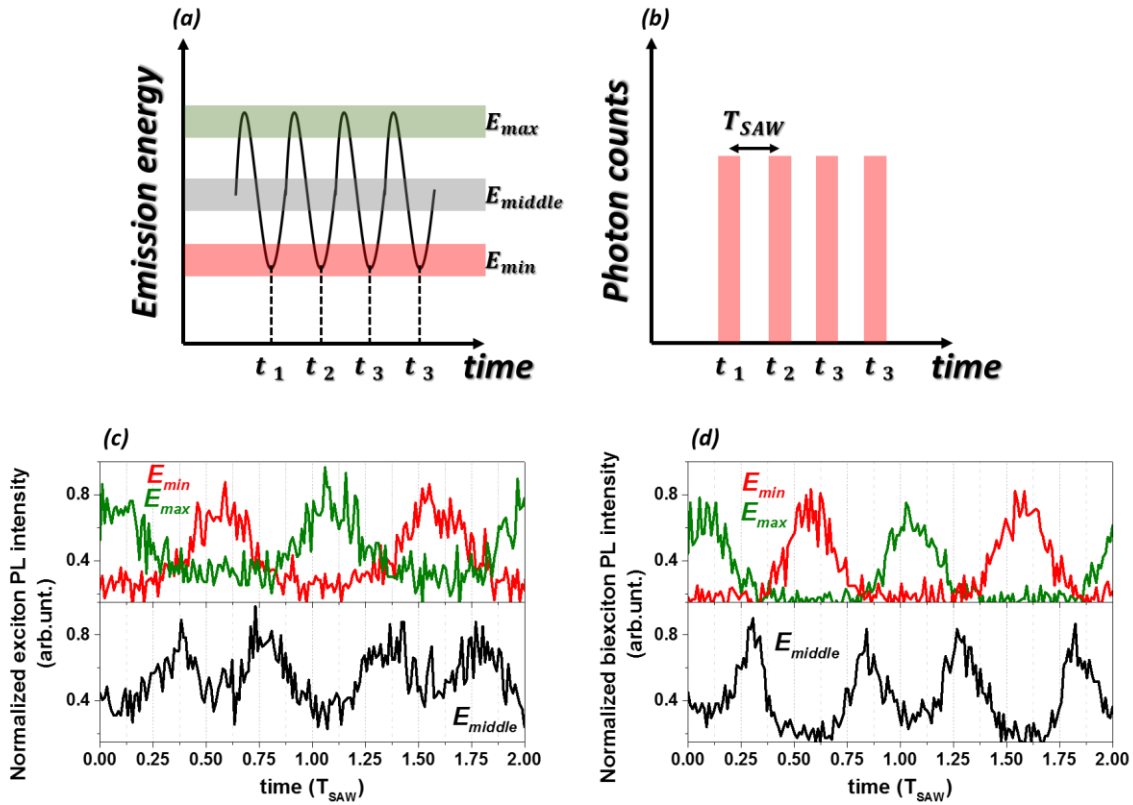 (a)
Emission energy
E_max
E_middle
E_min
t_1 t_2 t_3 t_3 time
(b)
Photon counts
T_SAW
t_1 t_2 t_3 t_3 time
(c)
Normalized exciton PL intensity
(arb.unt.)
0.8
0.4
E_min
E_max
0.8
0.4
E_middle
0.00 0.25 0.50 0.75 1.00 1.25 1.50 1.75 2.00
time (T_SAW)
(d)
Normalized biexciton PL intensity
(arb.unt.)
0.8
0.4
E_min
E_max
0.8
0.4
E_middle
0.00 0.25 0.50 0.75 1.00 1.25 1.50 1.75 2.00
time (T_SAW)